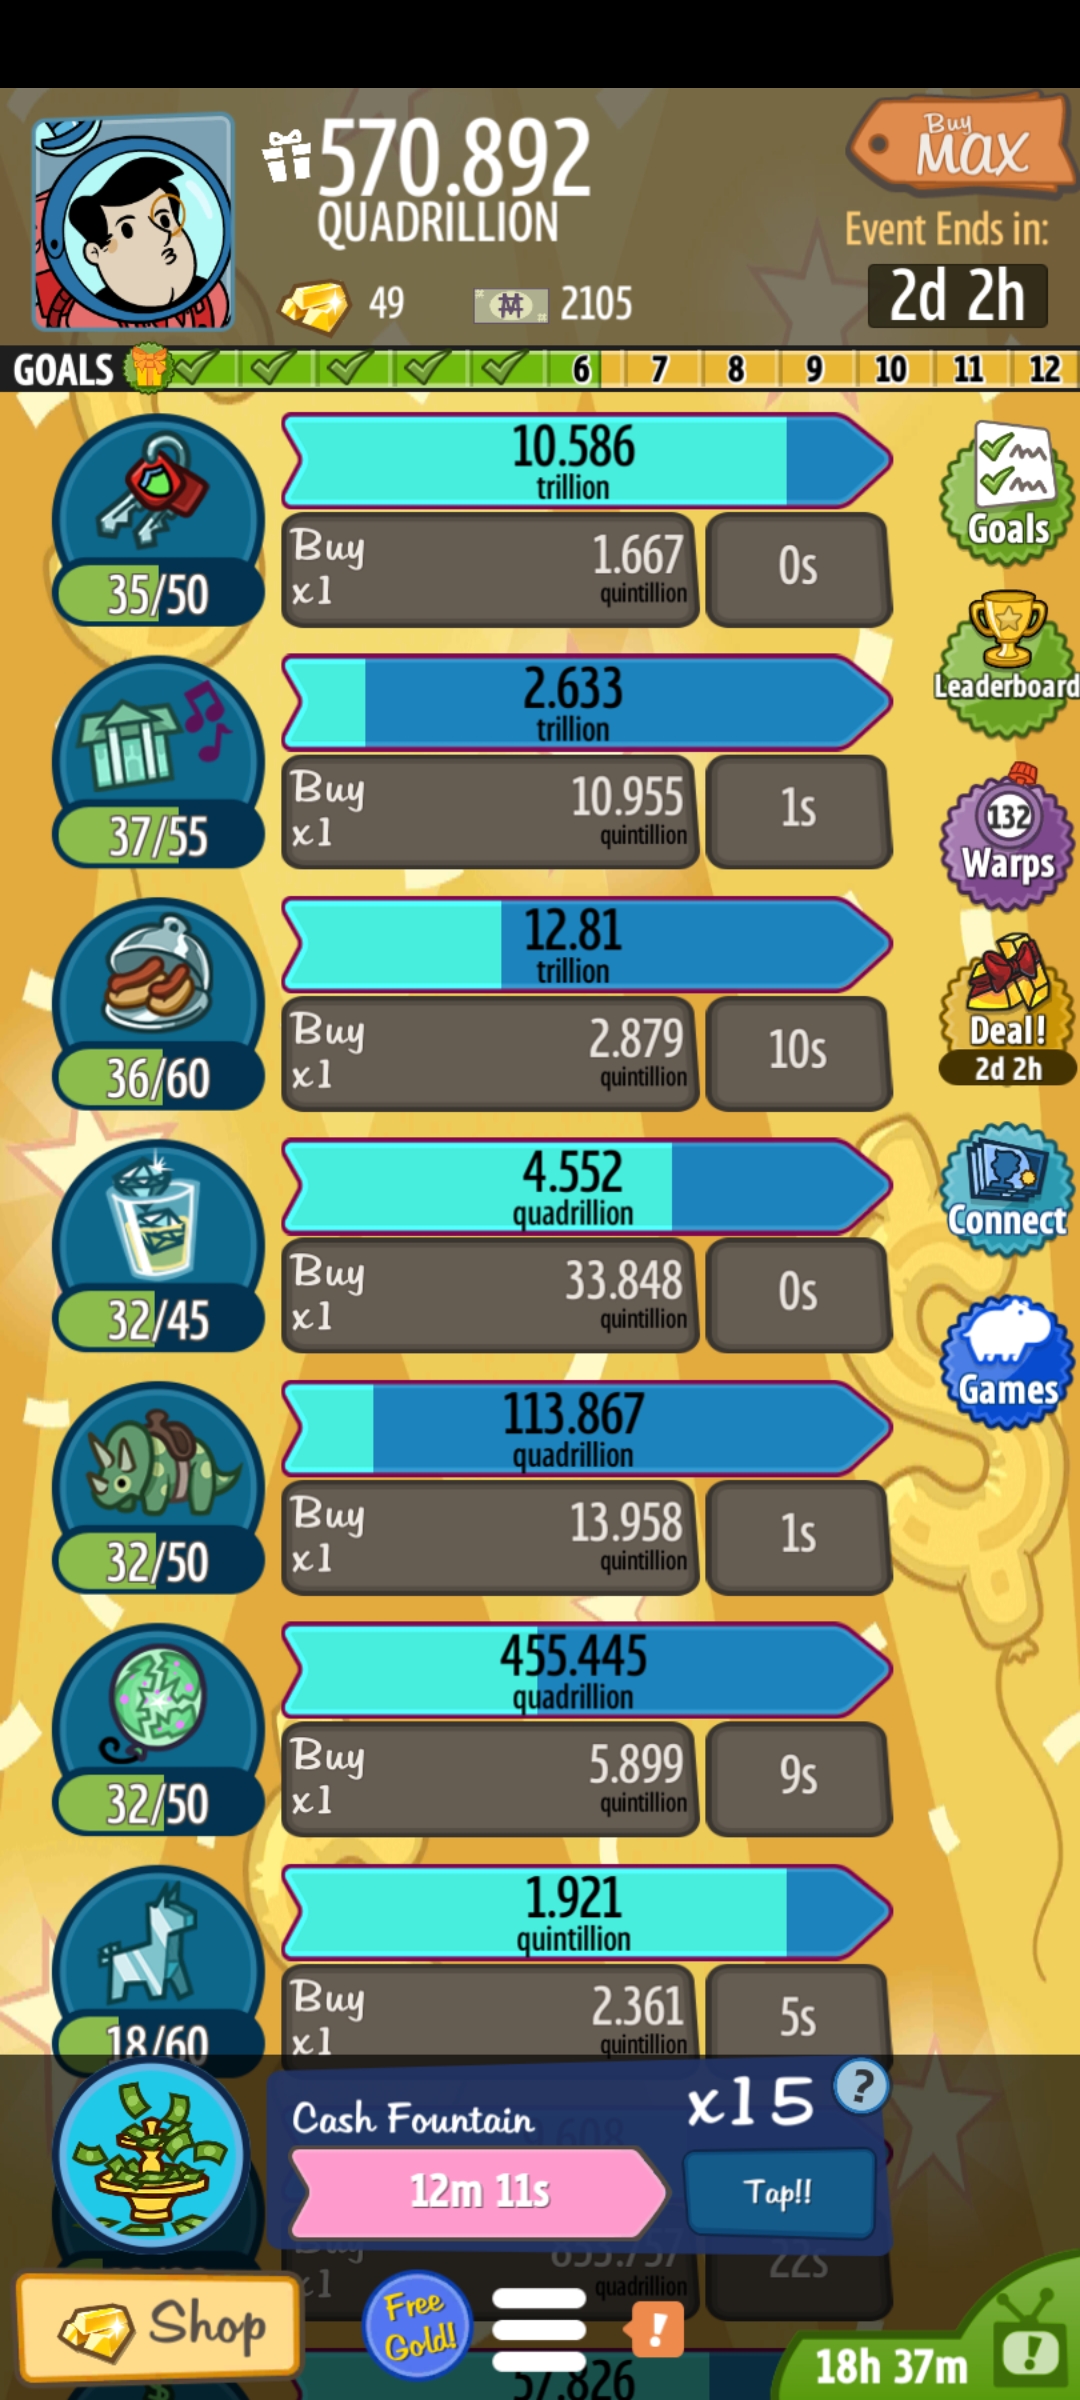 570.892
QUADRILLION
49
2105
Buy
MAX
Event Ends in:
2d 2h
GOALS 6 7 8 9 10 11 12
10.586
trillion
35/50
Buy
x1
1.667
quintillion
0s
Goals
2.633
trillion
37/55
Buy
x1
10.955
quintillion
1s
Leaderboard
12.81
trillion
36/60
Buy
x1
2.879
quintillion
10s
132
Warps
Deal!
2d 2h
4.552
quadrillion
32/45
Buy
x1
33.848
quintillion
0s
Connect
113.867
quadrillion
32/50
Buy
x1
13.958
quintillion
1s
Games
455.445
quadrillion
32/50
Buy
x1
5.899
quintillion
9s
1.921
quintillion
18/60
Buy
x1
2.361
quintillion
5s
Cash Fountain
x15
?
12m 11s
Tap!!
x1
quadrillion
22s
Shop
Free
Gold!
!
57.826
18h 37m
!